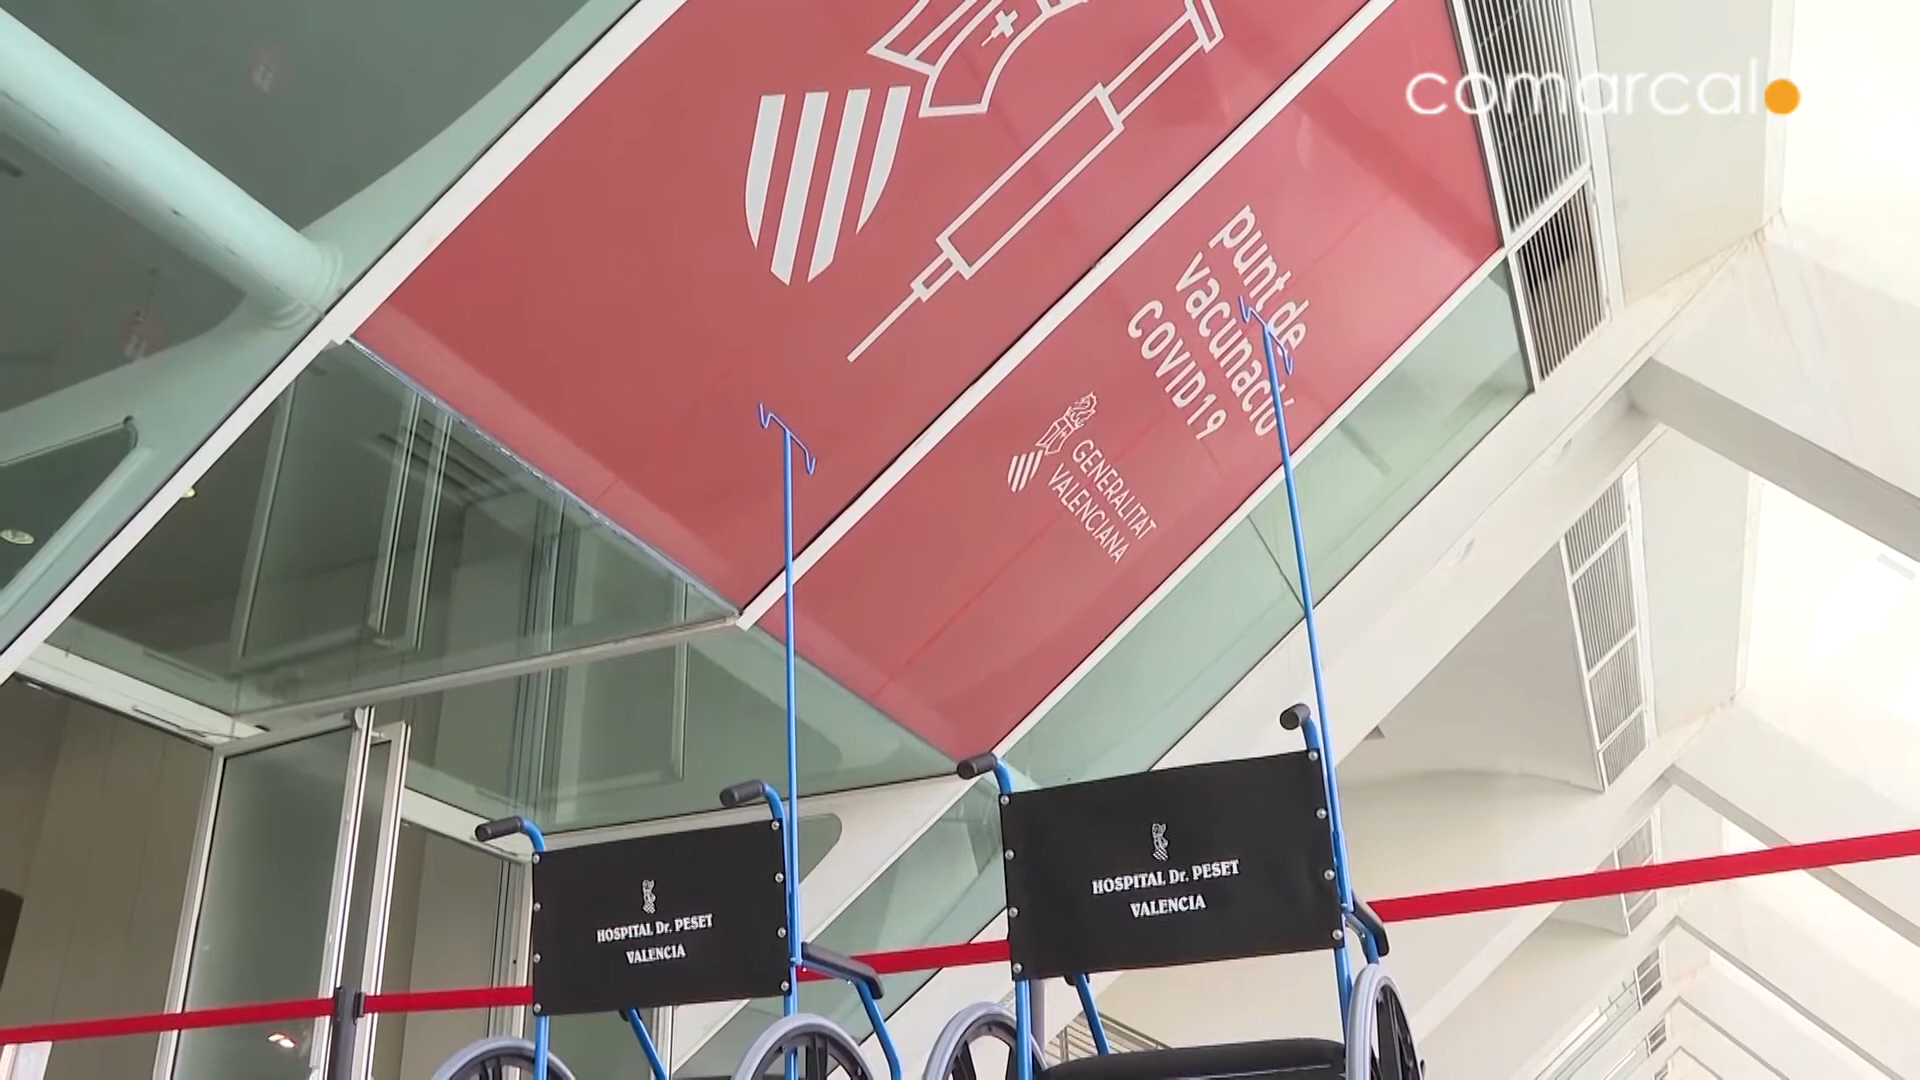 comarcal
punt de
vacunació
COVID19
GENERALITAT
VALENCIANA
HOSPITAL Dr. PESET
VALENCIA
HOSPITAL Dr. PESET
VALENCIA